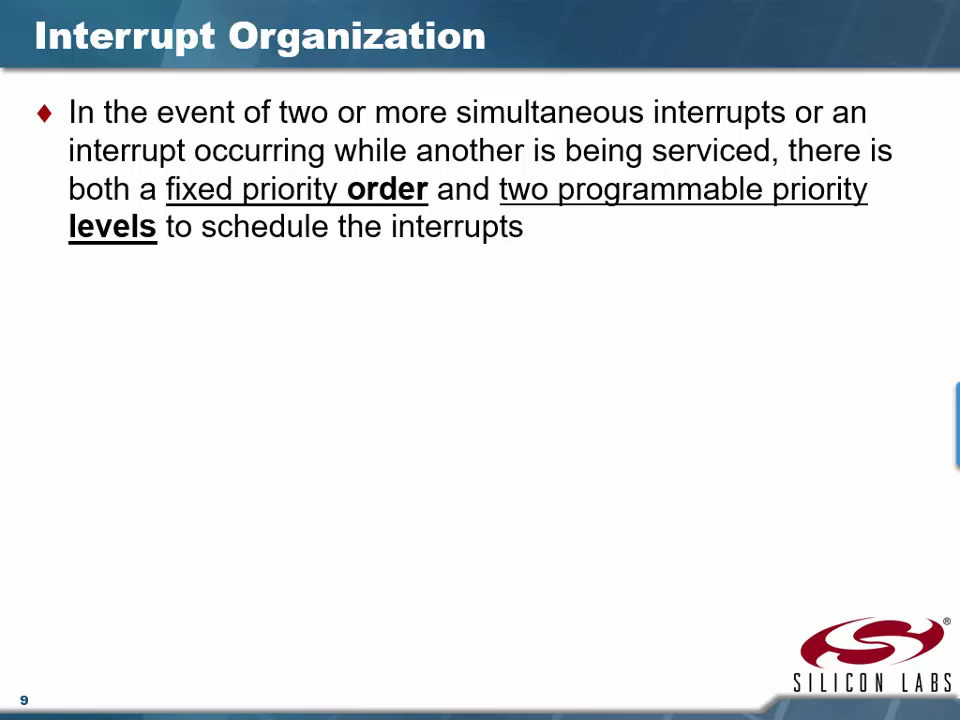 Interrupt Organization
In the event of two or more simultaneous interrupts or an
interrupt occurring while another is being serviced, there is
both a fixed priority order and two programmable priority
levels to schedule the interrupts
®
SILICON LABS
9